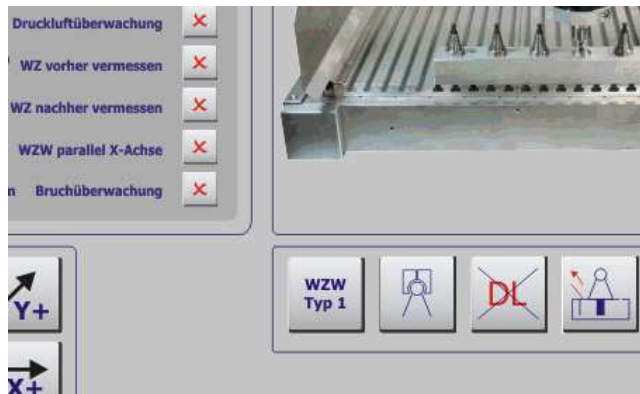 Druckluftüberwachung
WZ vorher vermessen
WZ nachher vermessen
WZW parallel X-Achse
Bruchüberwachung
WZW
Typ 1
DL
Y+
X+